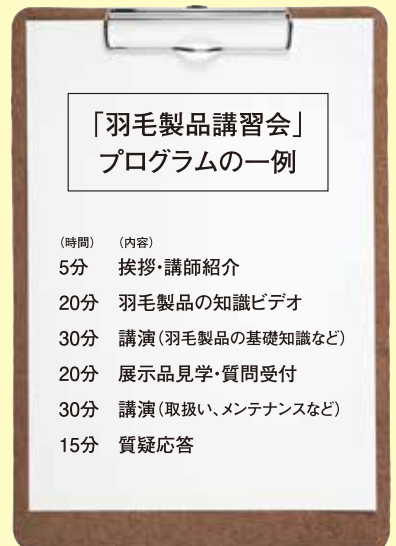 「羽毛製品講習会」
プログラムの一例
(時間) (内容)
5分 挨拶・講師紹介
20分 羽毛製品の知識ビデオ
30分 講演(羽毛製品の基礎知識など)
20分 展示品見学・質問受付
30分 講演(取扱い、メンテナンスなど)
15分 質疑応答